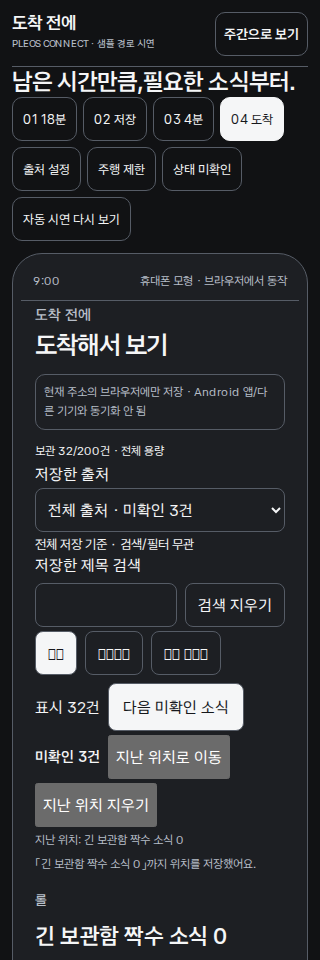 도착 전에
PLEOS CONNECT · 샘플 경로 시연
주간으로 보기
남은 시간만큼,필요한 소식부터.
01 18분
02 저장
03 4분
04 도착
출처 설정
주행 제한
상태 미확인
자동 시연 다시 보기
9:00
휴대폰 모형 · 브라우저에서 동작
도착 전에
도착해서 보기
현재 주소의 브라우저에만 저장 · Android 앱/다
른 기기와 동기화 안 됨
보관 32/200건 · 전체 용량
저장한 출처
전체 출처 · 미확인 3건
전체 저장 기준 · 검색/필터 무관
저장한 제목 검색
검색 지우기
표시 32건
다음 미확인 소식
미확인 3건
지난 위치로 이동
지난 위치 지우기
지난 위치: 긴 보관함 짝수 소식 0
「긴 보관함 짝수 소식 0」까지 위치를 저장했어요.
롤
긴 보관함 짝수 소식 0